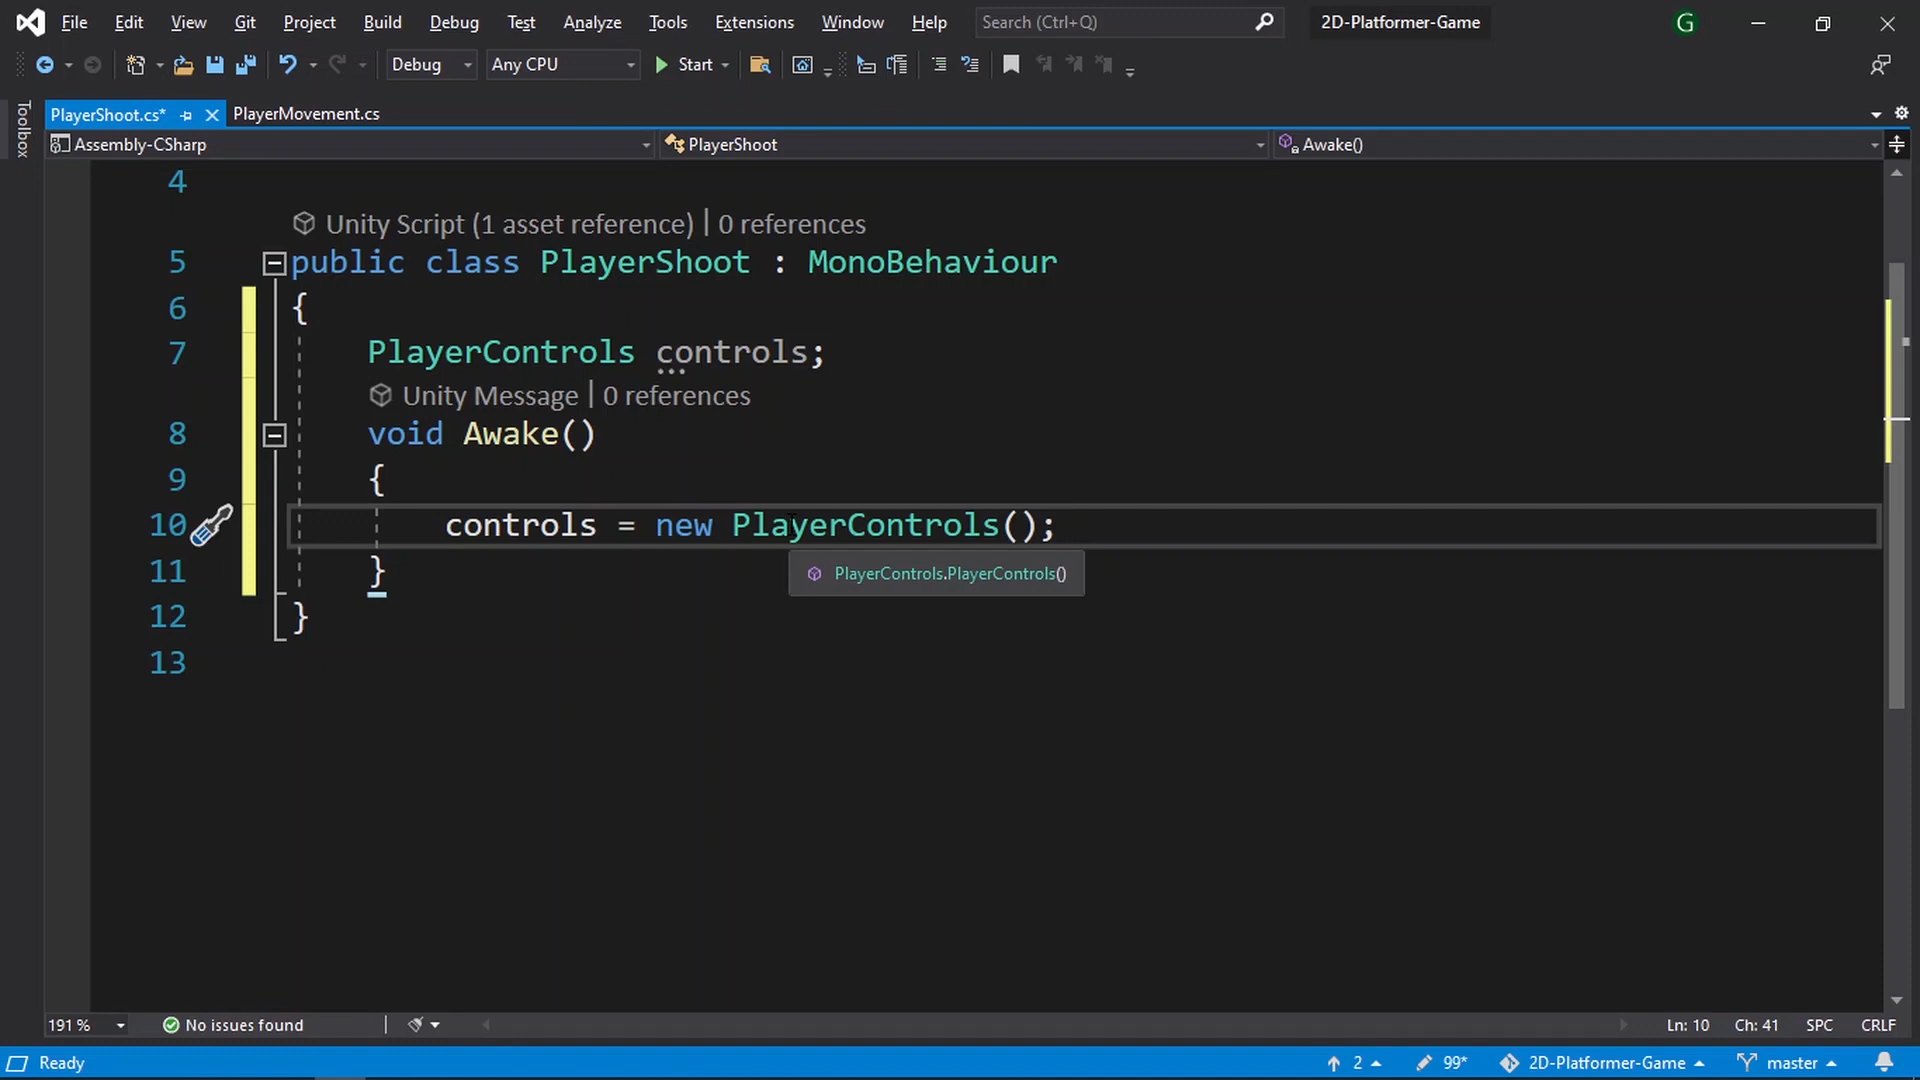 File Edit View Git Project Build Debug Test Analyze Tools Extensions Window Help Search (Ctrl+Q) 2D-Platformer-Game G
Debug Any CPU Start
Toolbox
PlayerShoot.cs* PlayerMovement.cs
Assembly-CSharp PlayerShoot Awake()
4
Unity Script (1 asset reference) | 0 references
5 public class PlayerShoot : MonoBehaviour
6 {
7 PlayerControls controls;
Unity Message | 0 references
8 void Awake()
9 {
10 controls = new PlayerControls();
PlayerControls.PlayerControls()
11 }
12 }
13
191 % No issues found Ln: 10 Ch: 41 SPC CRLF
Ready 2 99* 2D-Platformer-Game master